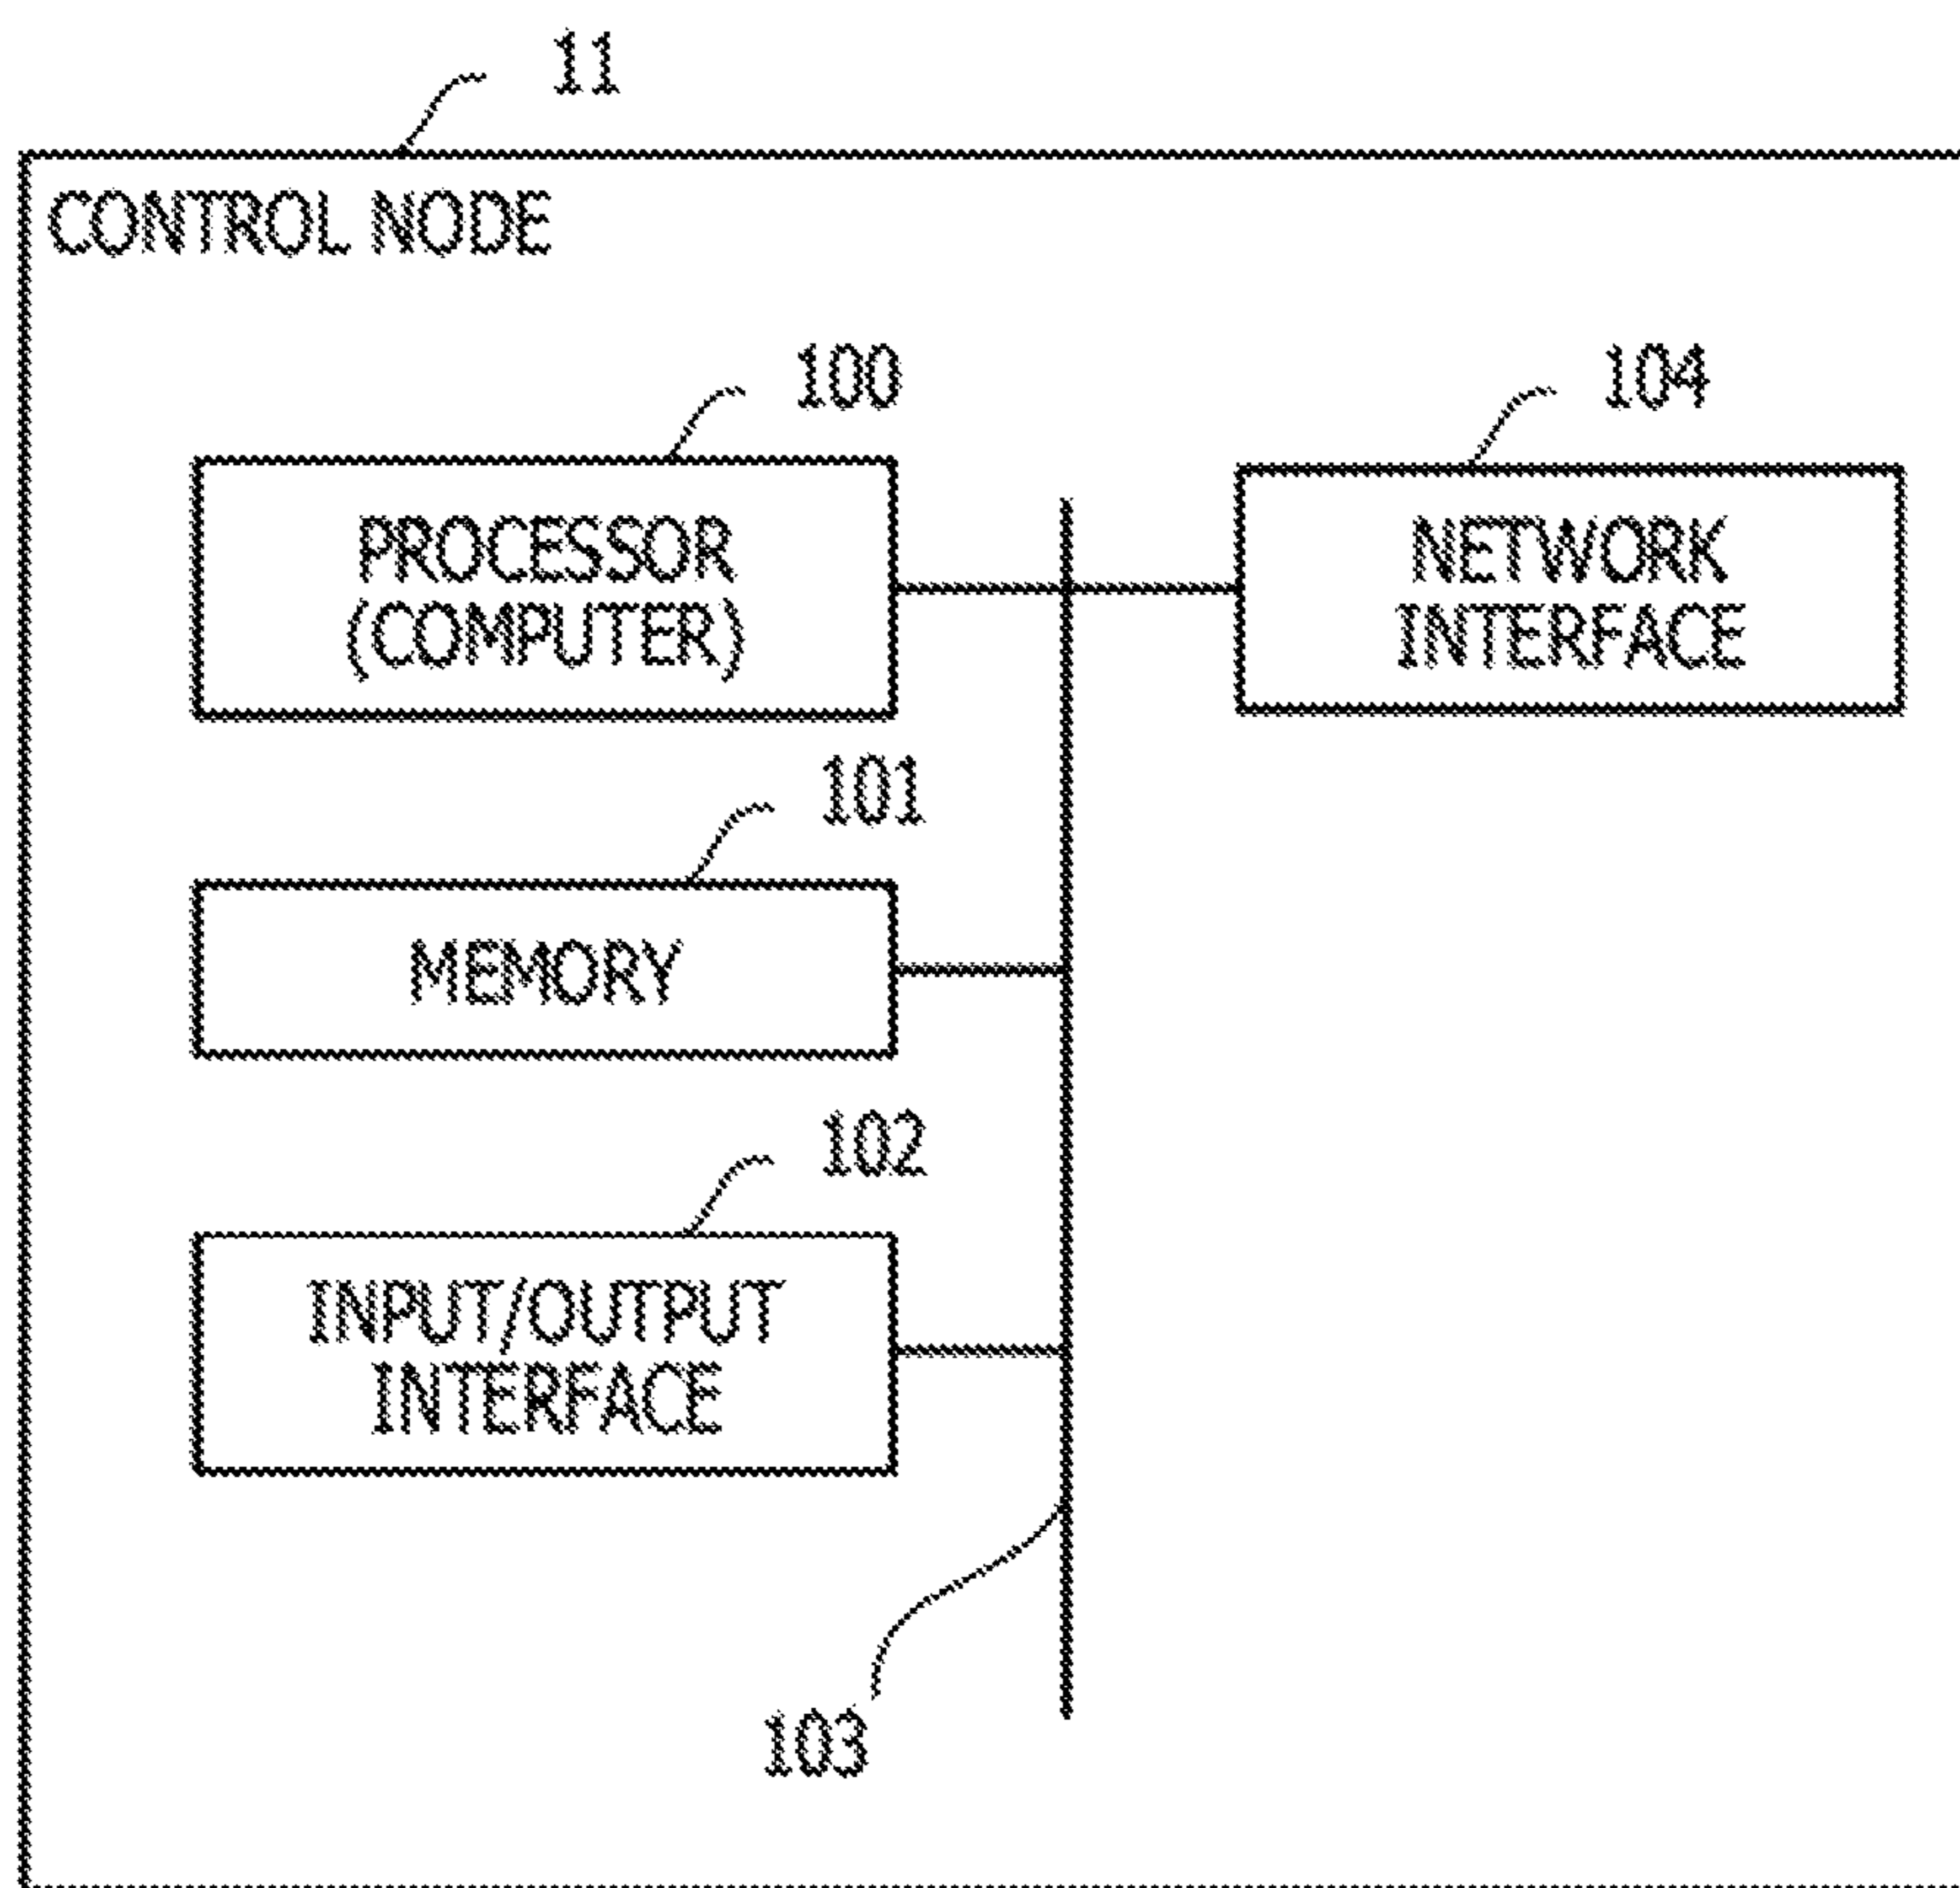 11
CONTROL NODE
100
PROCESSOR
(COMPUTER)
104
NETWORK
INTERFACE
101
MEMORY
102
INPUT/OUTPUT
INTERFACE
103